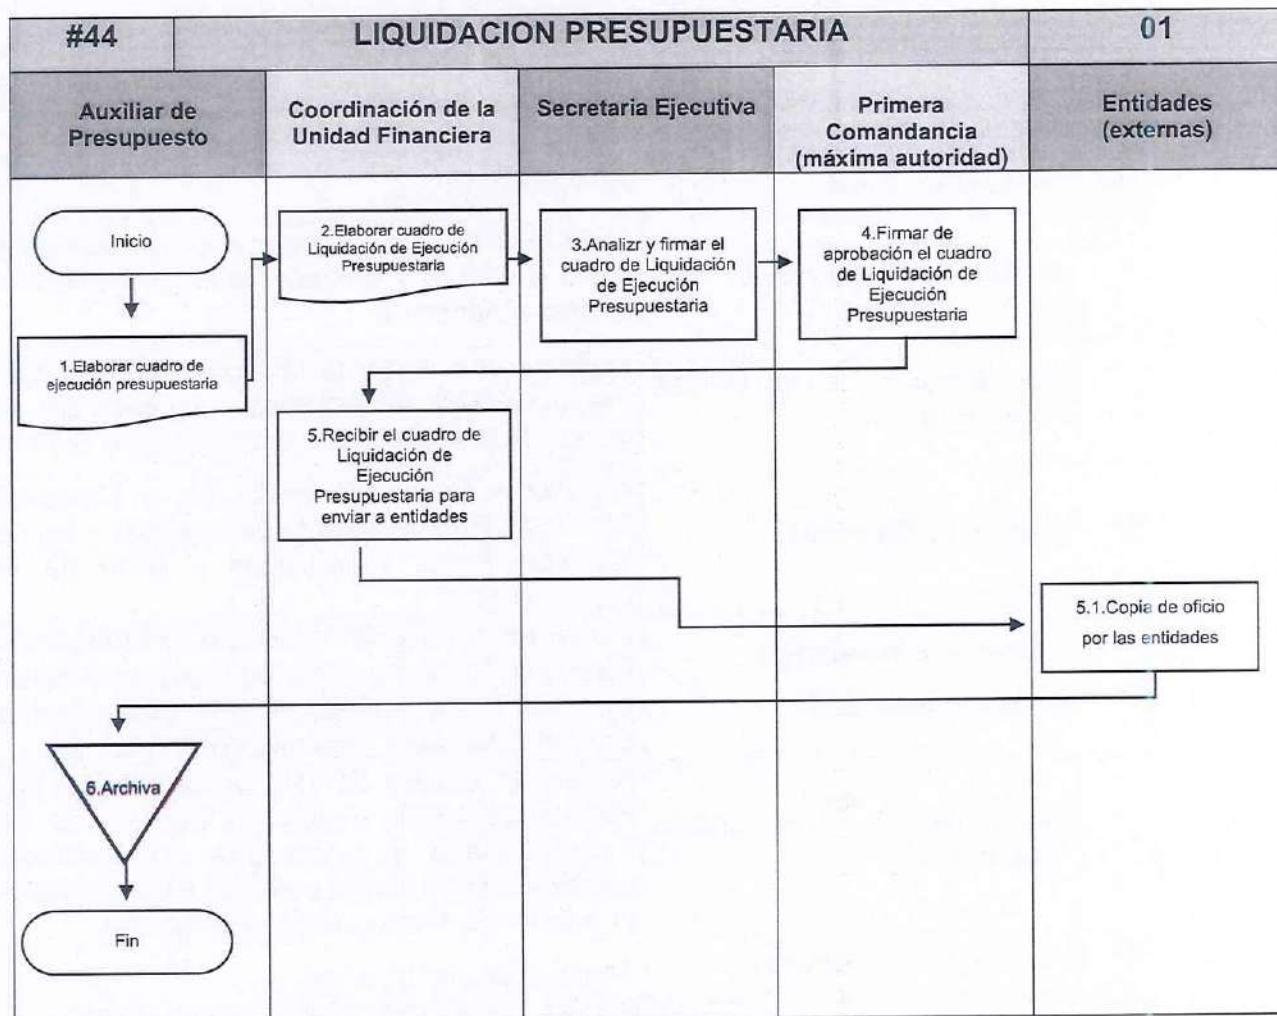 #44
LIQUIDACION PRESUPUESTARIA
01
Auxiliar de
Presupuesto
Coordinación de la
Unidad Financiera
Secretaria Ejecutiva
Primera
Comandancia
(máxima autoridad)
Entidades
(externas)
Inicio
1.Elaborar cuadro de
ejecución presupuestaria
2.Elaborar cuadro de
Liquidación de Ejecución
Presupuestaria
3.Analizr y firmar el
cuadro de Liquidación
de Ejecución
Presupuestaria
4.Firmar de
aprobación el cuadro
de Liquidación de
Ejecución
Presupuestaria
5.Recibir el cuadro de
Liquidación de
Ejecución
Presupuestaria para
enviar a entidades
5.1.Copia de oficio
por las entidades
6.Archiva
Fin